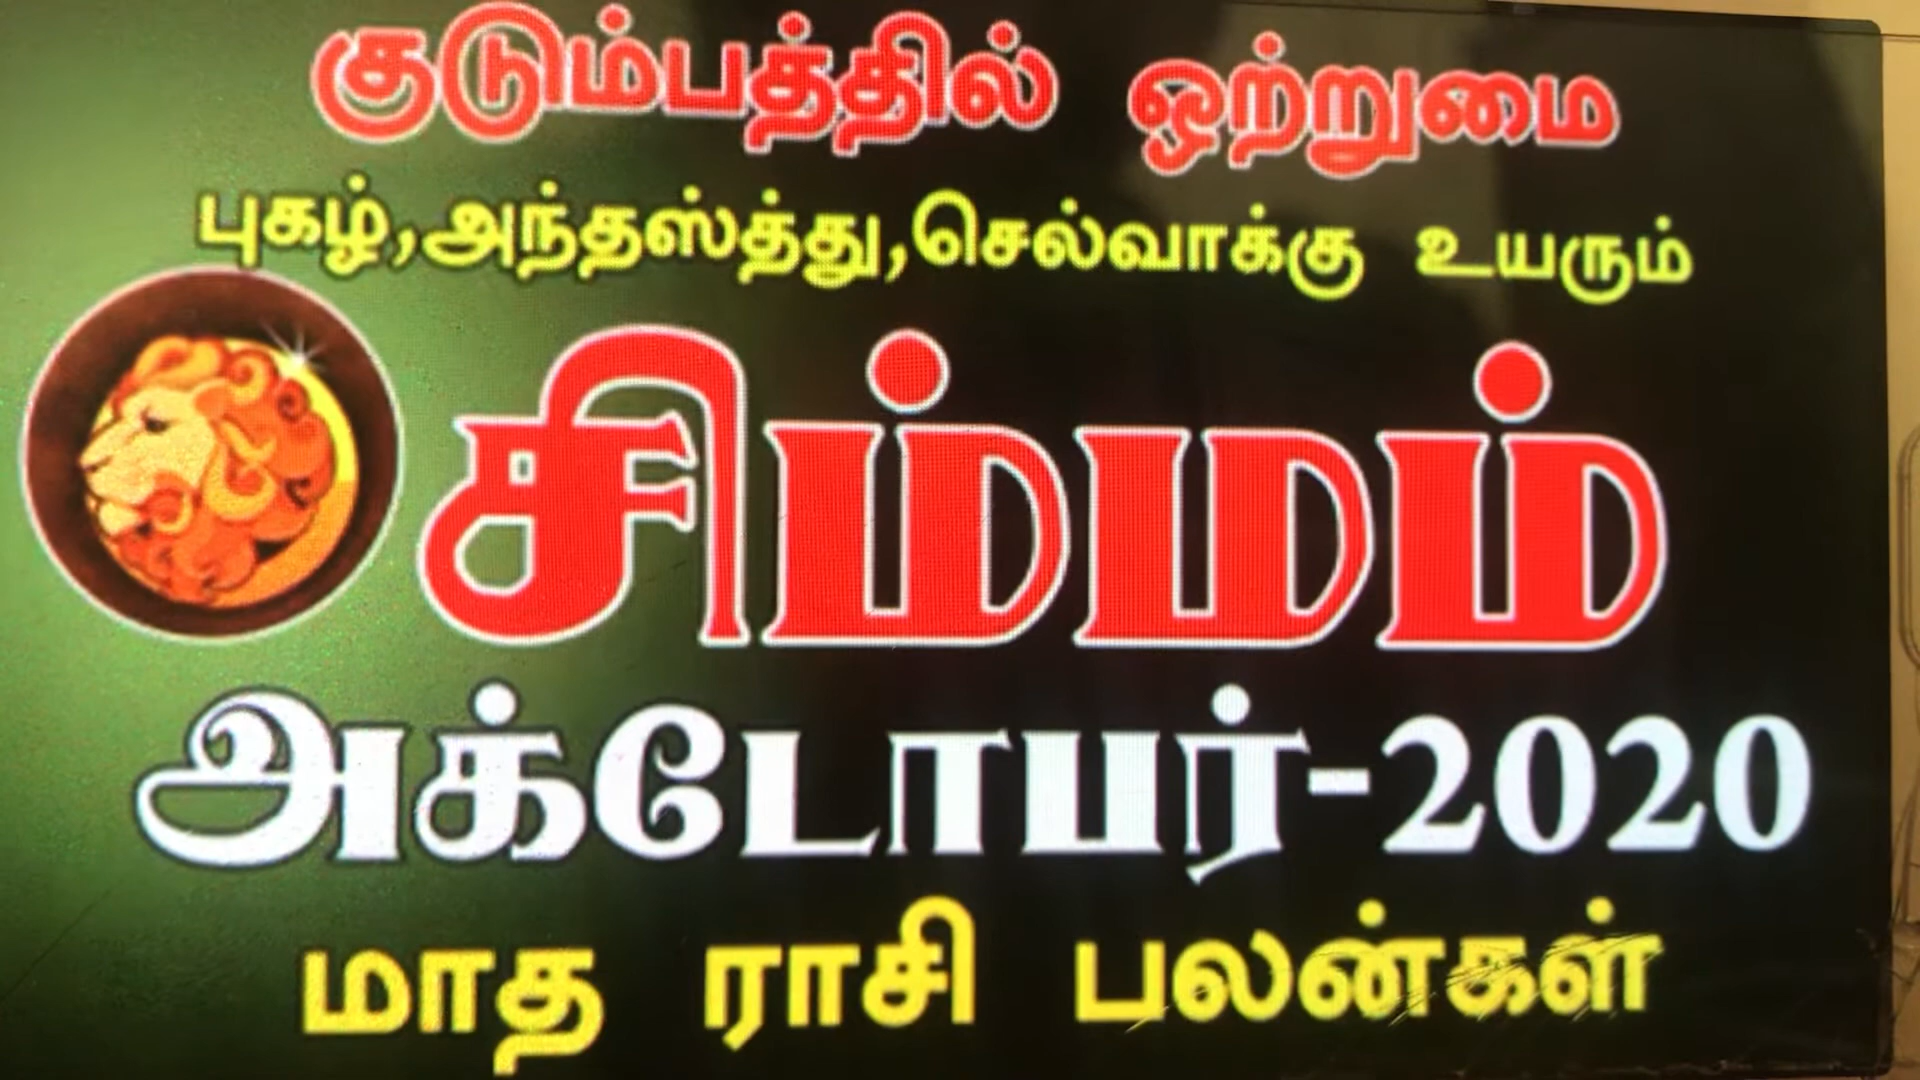 குடும்பத்தில் ஒற்றுமை
புகழ்,அந்தஸ்த்து,செல்வாக்கு உயரும்
சிம்மம்
அக்டோபர்-2020
மாத ராசி பலன்கள்